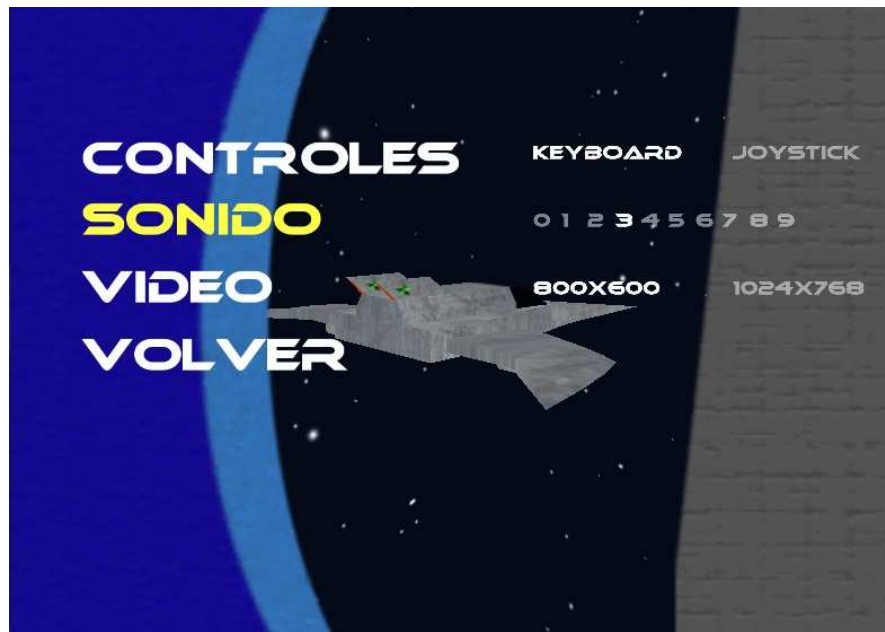 CONTROLES KEYBOARD JOYSTICK
SONIDO 0 1 2 3 4 5 6 7 8 9
VIDEO 800X600 1024X768
VOLVER